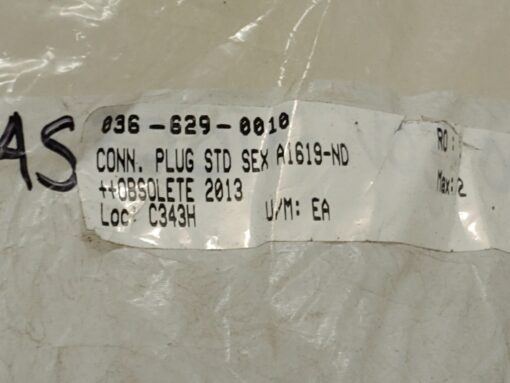 AS
036-629-0010
CONN. PLUG STD SEX A1619-ND
++OBSOLETE 2013
Loc: C343H U/M: EA
RO:
Max: 2